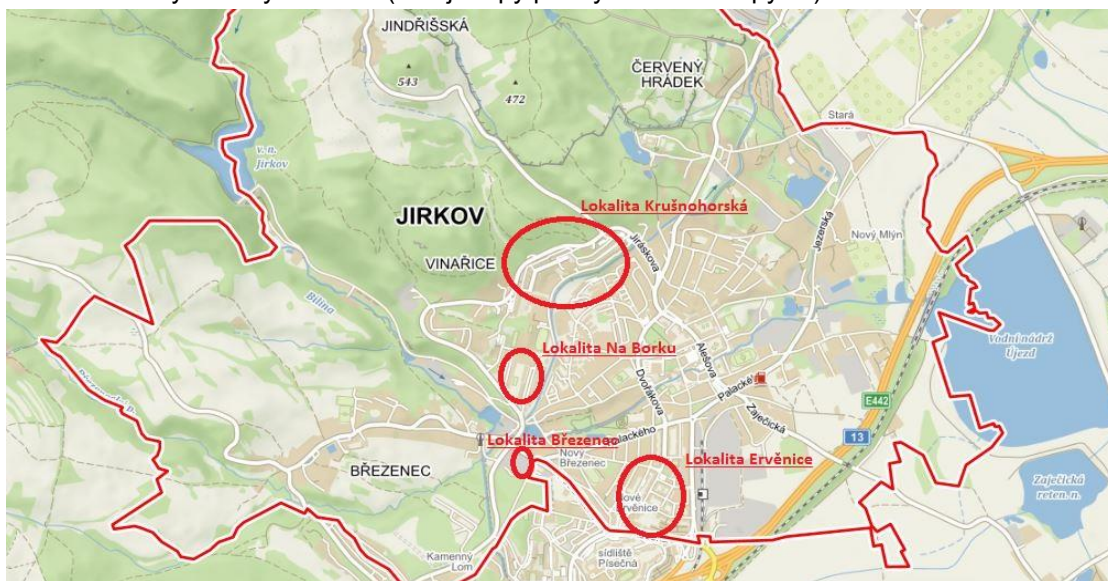 JINDŘIŠSKÁ
543
472
ČERVENÝ
HRÁDEK
Stará
v. n.
Jirkov
Lokalita Krušnohorská
JIRKOV
Jiráskova
Jezerská
Nový Mlýn
VINAŘICE
Bílina
Vodní nádrž
Újezd
Lokalita Na Borku
Alešova
Dvořákova
Palackého
E442
Zaječická
13
Lokalita Březenec
Palackého
Nový
Březenec
Lokalita Ervěnice
BŘEZENEC
Zaječická
reten. n.
Nové
Ervěnice
Kamenný
Lom
sídliště
Písečná